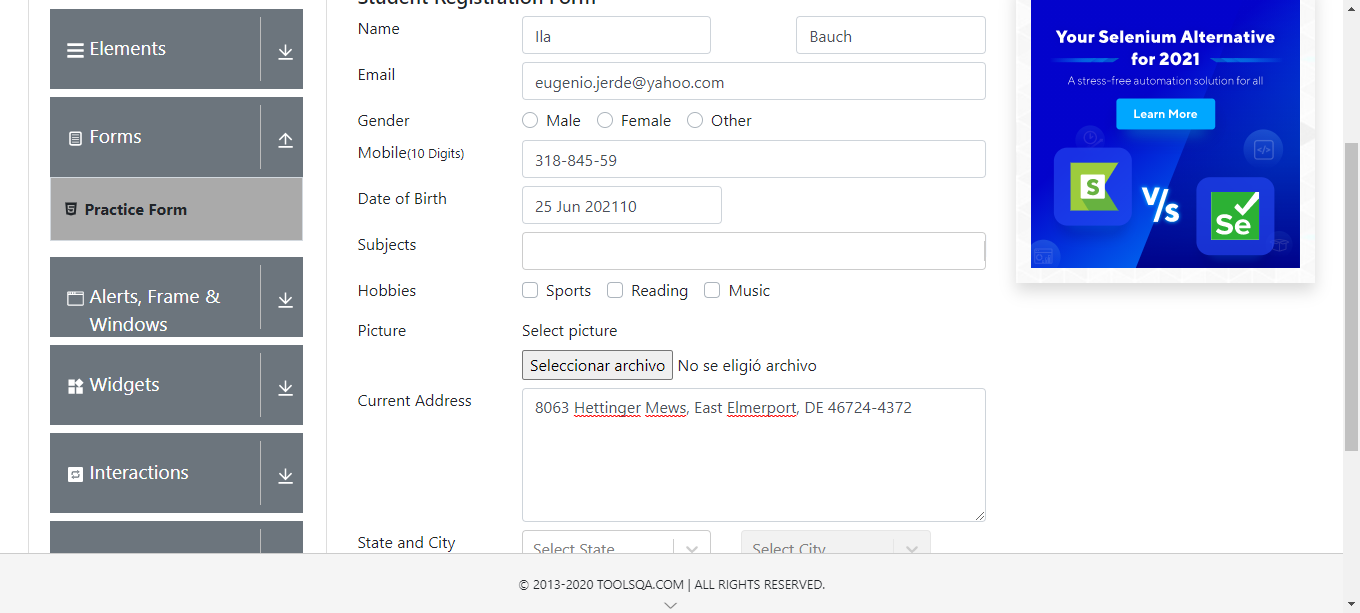 Elements
Forms
Practice Form
Alerts, Frame &
Windows
Widgets
Interactions
Student Registration Form
Name
Ila
Bauch
Email
eugenio.jerde@yahoo.com
Gender
Male
Female
Other
Mobile(10 Digits)
318-845-59
Date of Birth
25 Jun 202110
Subjects
Hobbies
Sports
Reading
Music
Picture
Select picture
Seleccionar archivo
No se eligió archivo
Current Address
8063 Hettinger Mews, East Elmerport, DE 46724-4372
State and City
Select State
Select City
Your Selenium Alternative
for 2021
A stress-free automation solution for all
Learn More
S
V/s
Se
© 2013-2020 TOOLSQA.COM | ALL RIGHTS RESERVED.